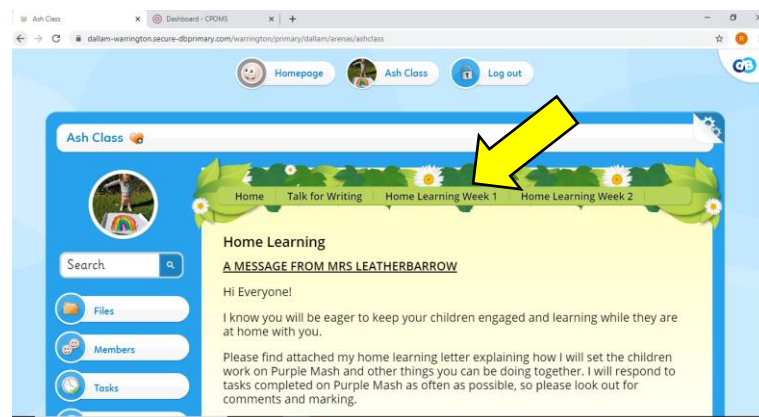 Ash Class
Dashboard - CPOMS
dallam-warrington.secure-dbprimary.com/warrington/primary/dallam/arenas/ashclass
Homepage
Ash Class
Log out
Ash Class
Home
Talk for Writing
Home Learning Week 1
Home Learning Week 2
Search
Files
Members
Tasks
Home Learning
A MESSAGE FROM MRS LEATHERBARROW
Hi Everyone!
I know you will be eager to keep your children engaged and learning while they are
at home with you.
Please find attached my home learning letter explaining how I will set the children
work on Purple Mash and other things you can be doing together. I will respond to
tasks completed on Purple Mash as often as possible, so please look out for
comments and marking.